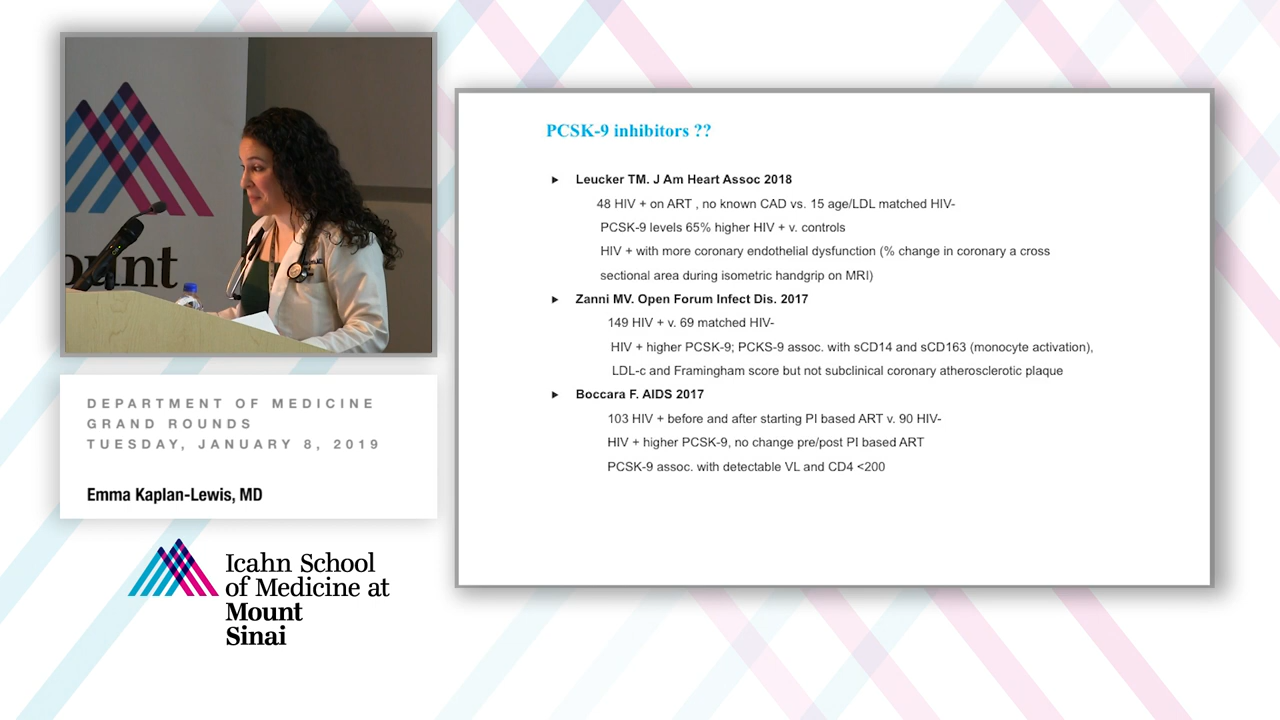 ount
DEPARTMENT OF MEDICINE
GRAND ROUNDS
TUESDAY, JANUARY 8, 2019
Emma Kaplan-Lewis, MD
Icahn School
of Medicine at
Mount
Sinai
PCSK-9 inhibitors ??
Leucker TM. J Am Heart Assoc 2018
48 HIV + on ART , no known CAD vs. 15 age/LDL matched HIV-
PCSK-9 levels 65% higher HIV + v. controls
HIV + with more coronary endothelial dysfunction (% change in coronary a cross
sectional area during isometric handgrip on MRI)
Zanni MV. Open Forum Infect Dis. 2017
149 HIV + v. 69 matched HIV-
HIV + higher PCSK-9; PCKS-9 assoc. with sCD14 and sCD163 (monocyte activation),
LDL-c and Framingham score but not subclinical coronary atherosclerotic plaque
Boccara F. AIDS 2017
103 HIV + before and after starting PI based ART v. 90 HIV-
HIV + higher PCSK-9, no change pre/post PI based ART
PCSK-9 assoc. with detectable VL and CD4 <200